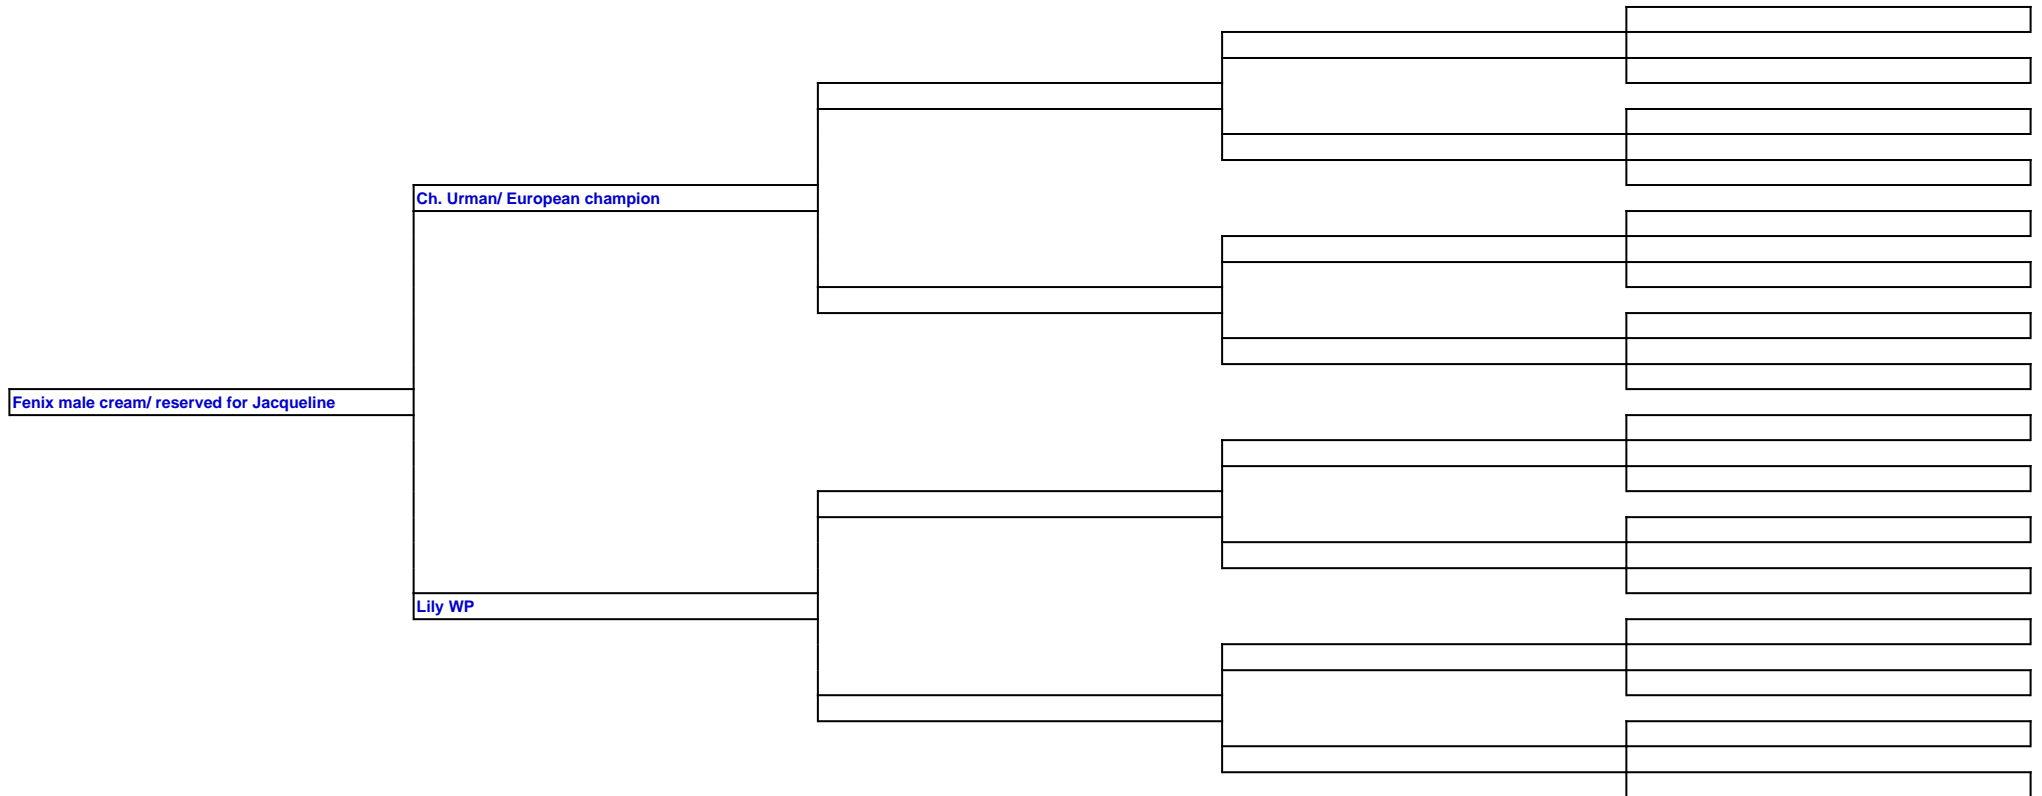 Ch. Urman/ European champion
Fenix male cream/ reserved for Jacqueline
Lily WP